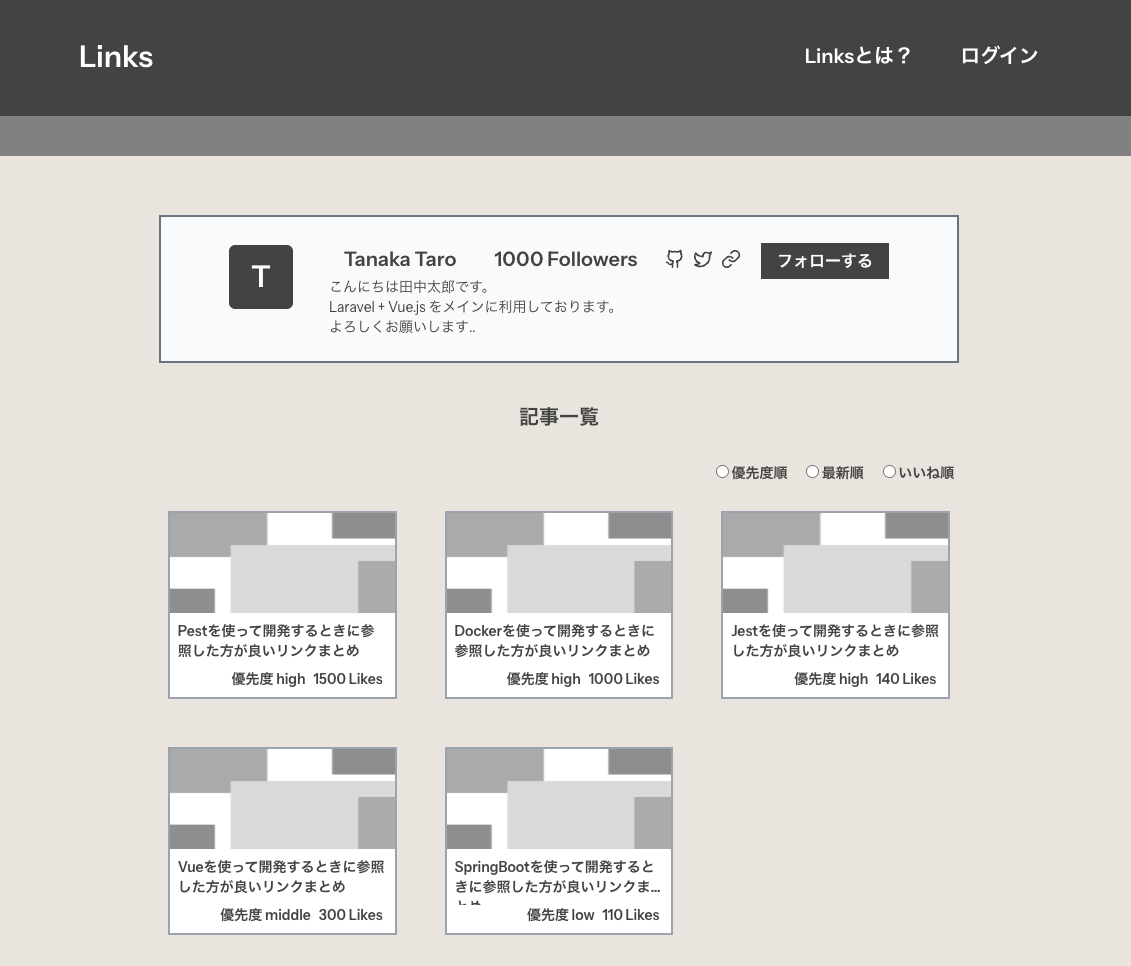 Links
Linksとは？
ログイン
T
Tanaka Taro
1000 Followers
フォローする
こんにちは田中太郎です。
Laravel + Vue.js をメインに利用しております。
よろしくお願いします..
記事一覧
優先度順
最新順
いいね順
Pestを使って開発するときに参
照した方が良いリンクまとめ
優先度 high 1500 Likes
Dockerを使って開発するときに
参照した方が良いリンクまとめ
優先度 high 1000 Likes
Jestを使って開発するときに参照
した方が良いリンクまとめ
優先度 high 140 Likes
Vueを使って開発するときに参照
した方が良いリンクまとめ
優先度 middle 300 Likes
SpringBootを使って開発すると
きに参照した方が良いリンクま...
優先度 low 110 Likes